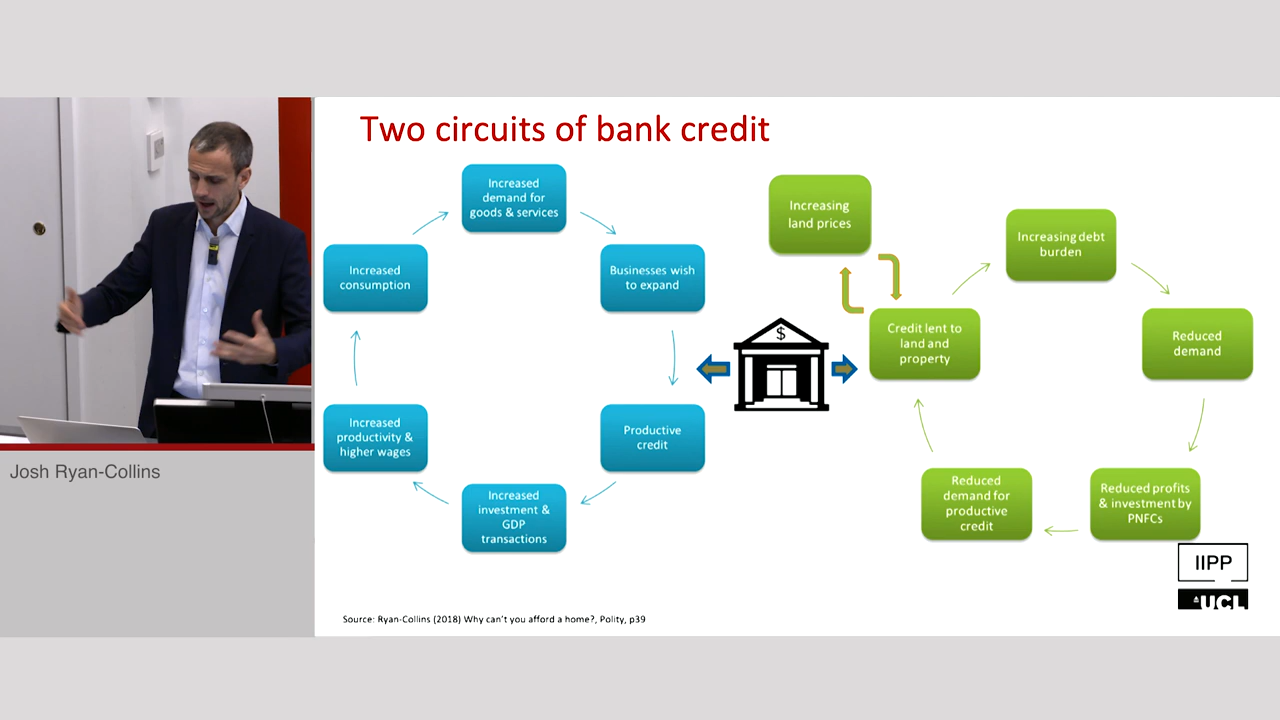 Two circuits of bank credit
Increased
demand for
goods & services
Businesses wish
to expand
Productive
credit
Increased
investment &
GDP
transactions
Increased
productivity &
higher wages
Increased
consumption
$
Increasing
land prices
Credit lent to
land and
property
Increasing debt
burden
Reduced
demand
Reduced profits
& investment by
PNFCs
Reduced
demand for
productive
credit
Josh Ryan-Collins
IIPP
UCL
Source: Ryan-Collins (2018) Why can't you afford a home?, Polity, p39